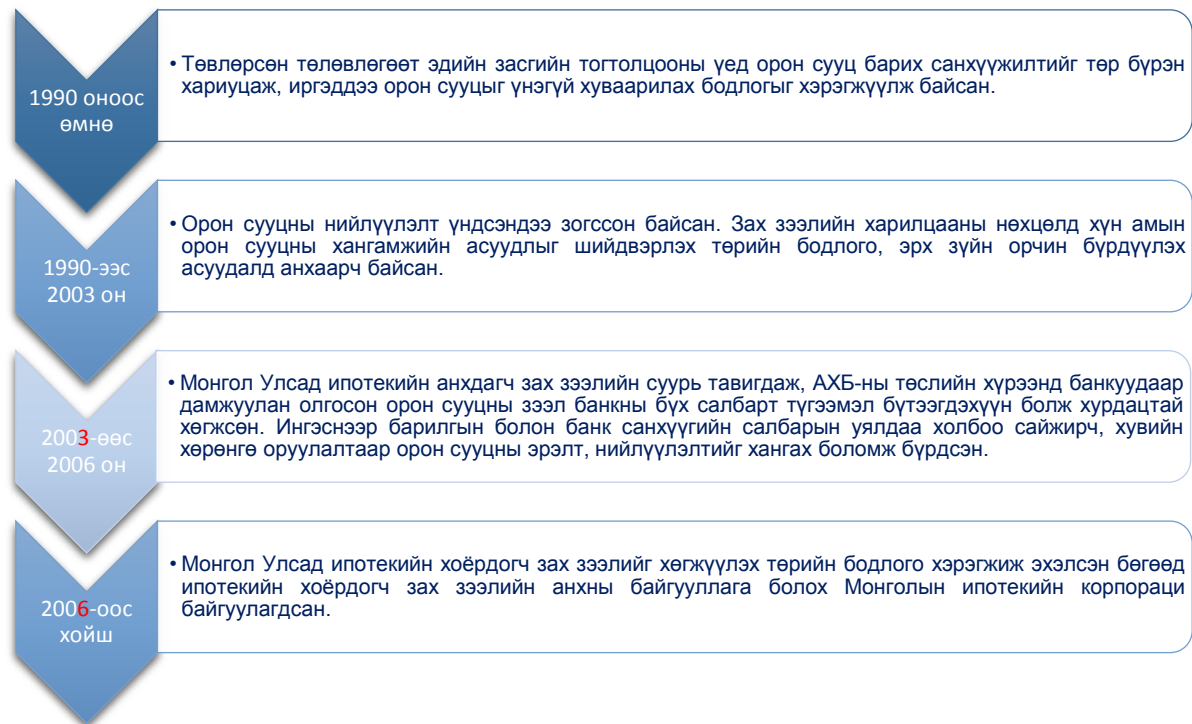 1990 оноос
өмнө
• Төвлөрсөн төлөвлөгөөт эдийн засгийн тогтолцооны үед орон сууц барих санхүүжилтийг төр бүрэн
хариуцаж, иргэддээ орон сууцыг үнэгүй хуваарилах бодлогыг хэрэгжүүлж байсан.
1990-ээс
2003 он
• Орон сууцны нийлүүлэлт үндсэндээ зогссон байсан. Зах зээлийн харилцааны нөхцөлд хүн амын
орон сууцны хангамжийн асуудлыг шийдвэрлэх төрийн бодлого, эрх зүйн орчин бүрдүүлэх
асуудалд анхаарч байсан.
2003-өөс
2006 он
• Монгол Улсад ипотекийн анхдагч зах зээлийн суурь тавигдаж, АХБ-ны төслийн хүрээнд банкуудаар
дамжуулан олгосон орон сууцны зээл банкны бүх салбарт түгээмэл бүтээгдэхүүн болж хурдацтай
хөгжсөн. Ингэснээр барилгын болон банк санхүүгийн салбарын уялдаа холбоо сайжирч, хувийн
хөрөнгө оруулалтаар орон сууцны эрэлт, нийлүүлэлтийг хангах боломж бүрдсэн.
2006-оос
хойш
• Монгол Улсад ипотекийн хоёрдогч зах зээлийг хөгжүүлэх төрийн бодлого хэрэгжиж эхэлсэн бөгөөд
ипотекийн хоёрдогч зах зээлийн анхны байгууллага болох Монголын ипотекийн корпораци
байгуулагдсан.